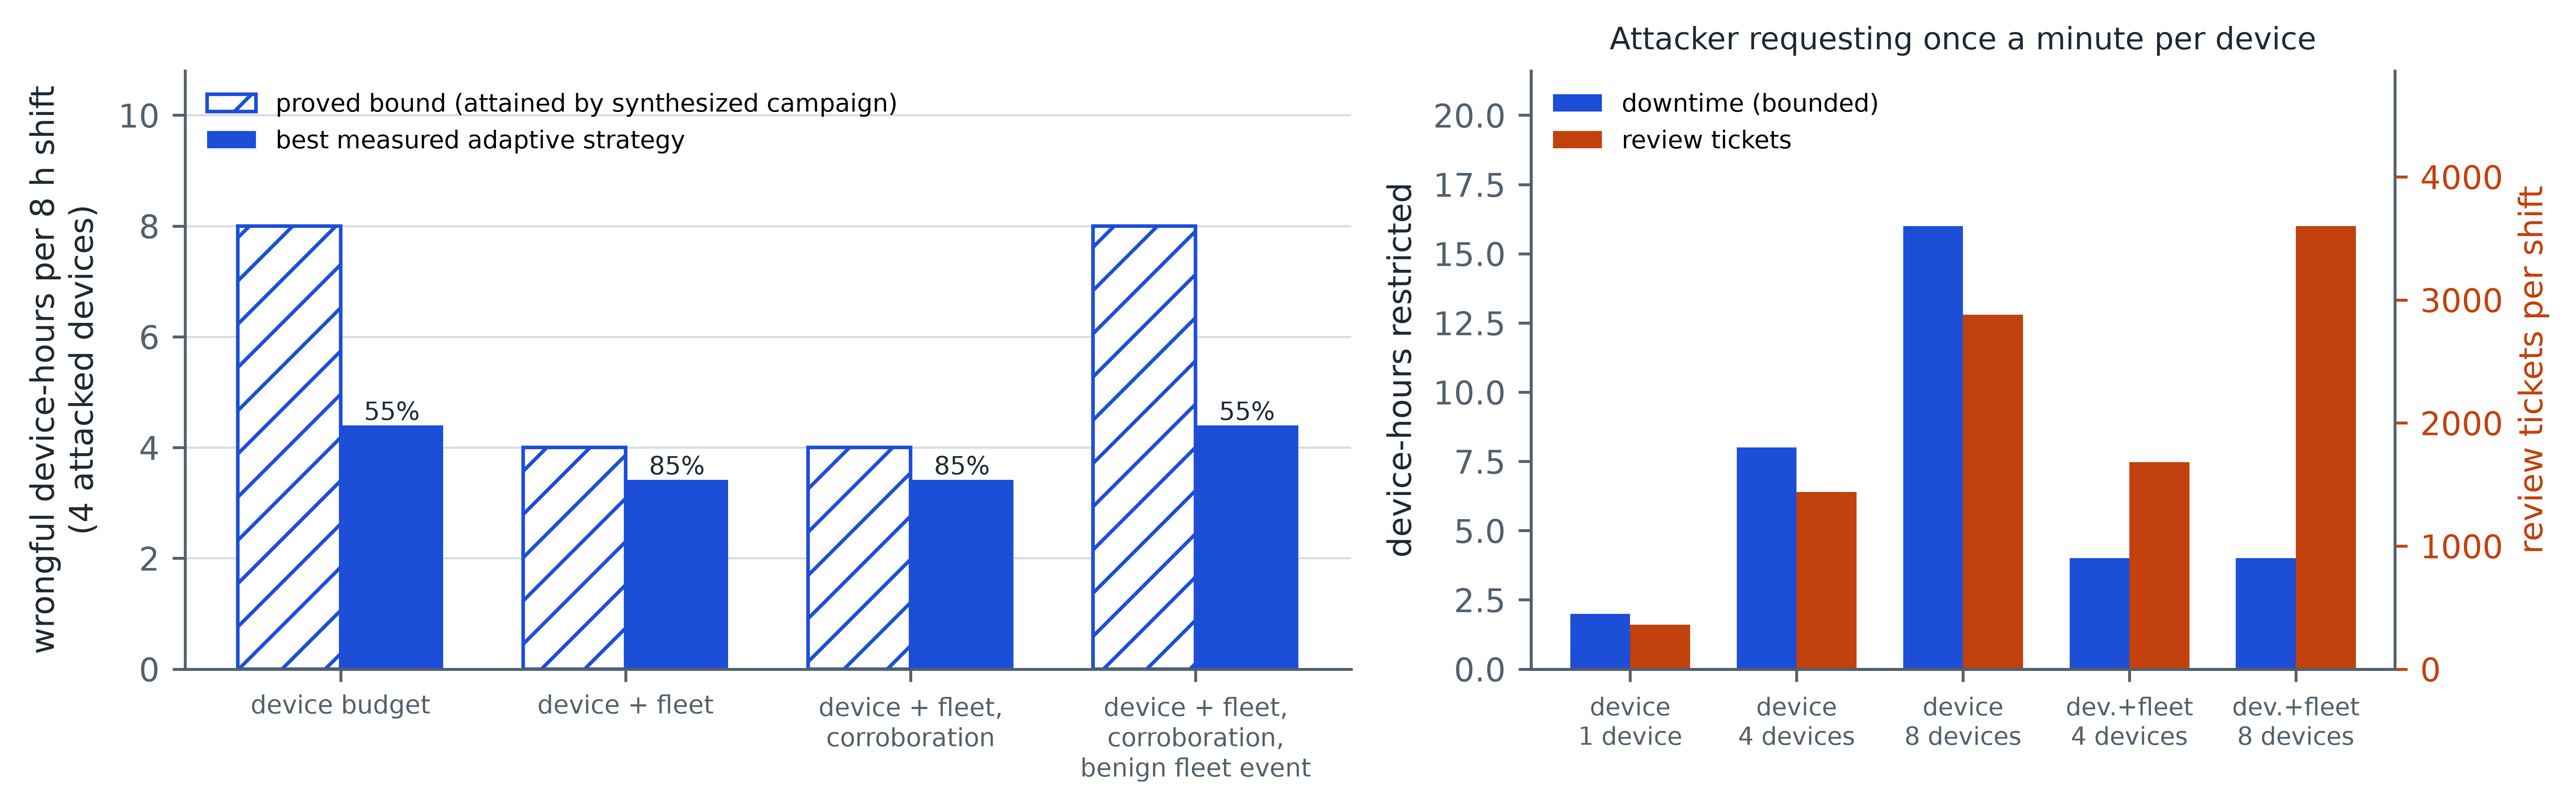 wrongful device-hours per 8 h shift
(4 attacked devices)
10
8
6
4
2
0
proved bound (attained by synthesized campaign)
best measured adaptive strategy
55%
85%
85%
55%
device budget
device + fleet
device + fleet,
corroboration
device + fleet,
corroboration,
benign fleet event
Attacker requesting once a minute per device
device-hours restricted
20.0
17.5
15.0
12.5
10.0
7.5
5.0
2.5
0.0
downtime (bounded)
review tickets
device
1 device
device
4 devices
device
8 devices
dev.+fleet
4 devices
dev.+fleet
8 devices
4000
3000
2000
1000
0
review tickets per shift